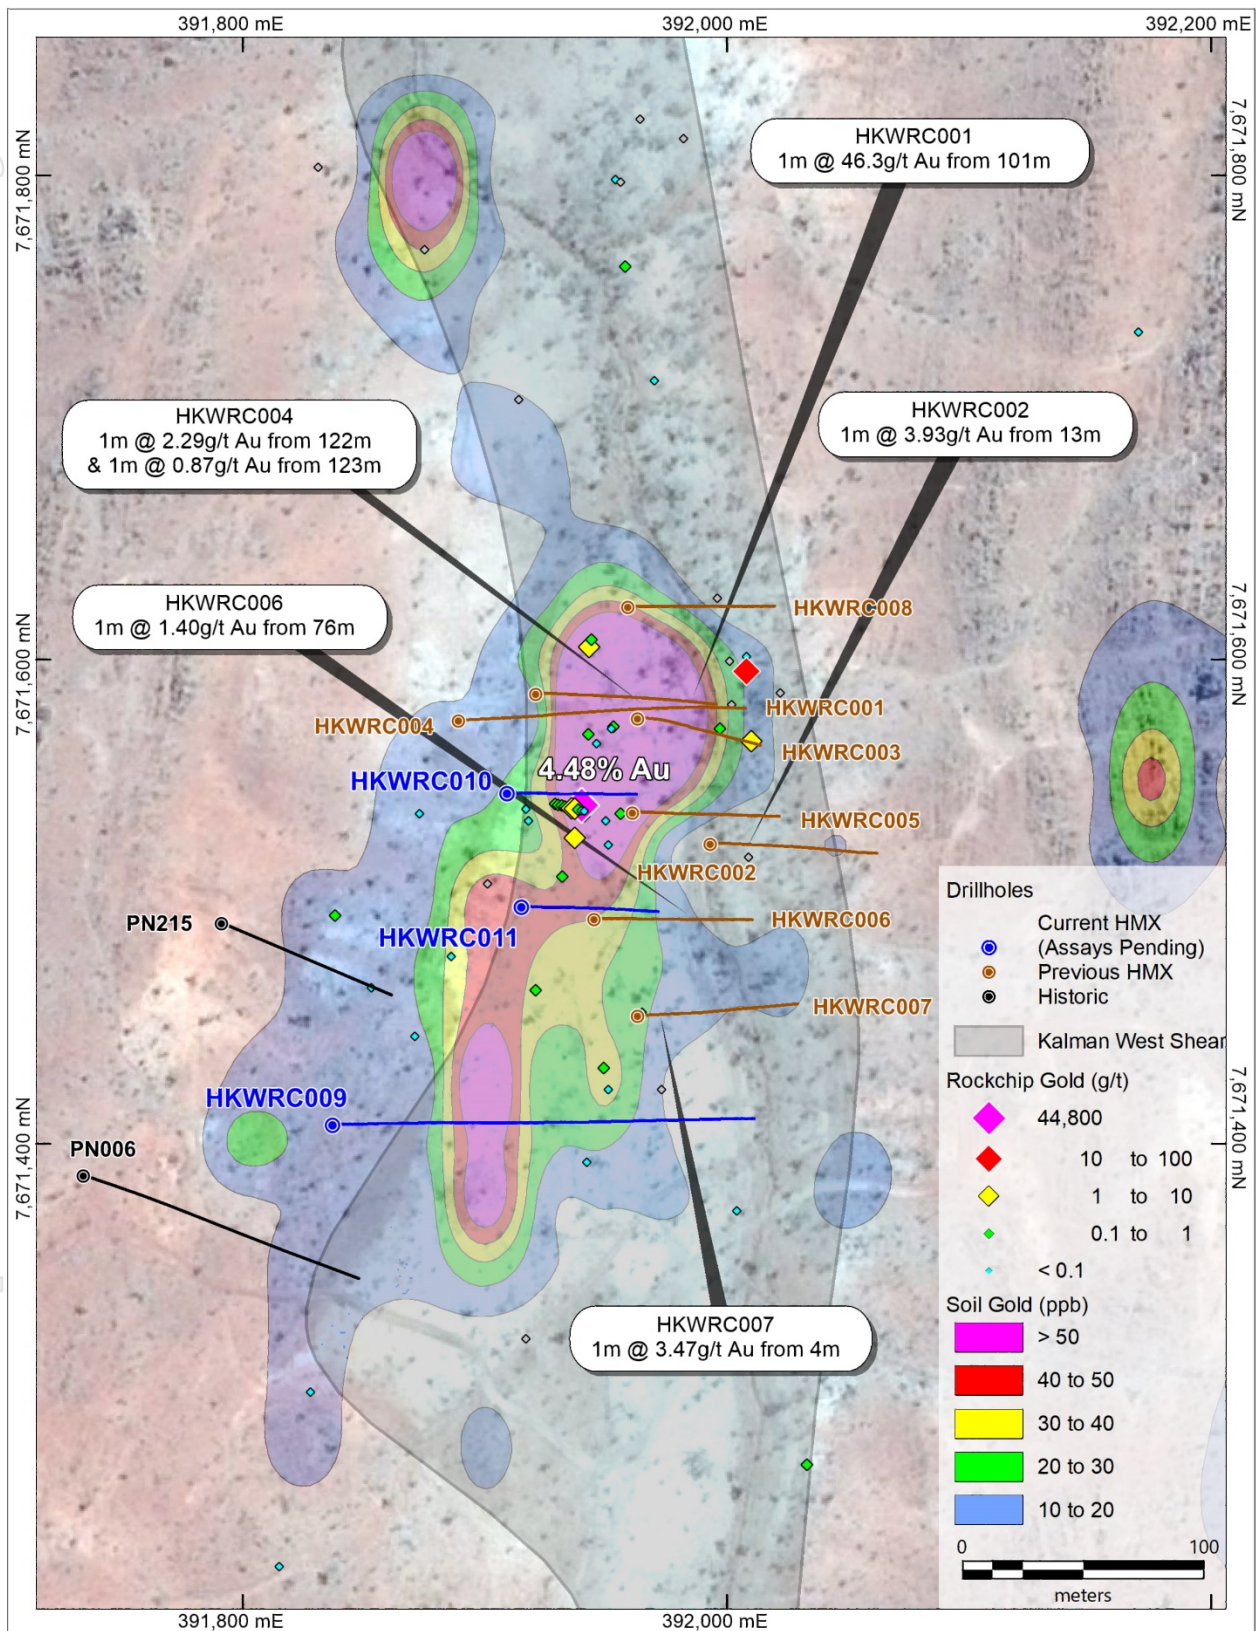 391,800 mE
392,000 mE
392,200 mE
7,671,800 mN
7,671,800 mN
HKWRC001
1m @ 46.3g/t Au from 101m
HKWRC004
1m @ 2.29g/t Au from 122m
& 1m @ 0.87g/t Au from 123m
HKWRC002
1m @ 3.93g/t Au from 13m
HKWRC006
1m @ 1.40g/t Au from 76m
HKWRC008
7,671,600 mN
7,671,600 mN
HKWRC004
HKWRC001
HKWRC003
4.48% Au
HKWRC010
HKWRC005
HKWRC002
PN215
HKWRC011
HKWRC006
HKWRC007
HKWRC009
PN006
7,671,400 mN
7,671,400 mN
HKWRC007
1m @ 3.47g/t Au from 4m
Drillholes
Current HMX
(Assays Pending)
Previous HMX
Historic
Kalman West Shear
Rockchip Gold (g/t)
44,800
10 to 100
1 to 10
0.1 to 1
< 0.1
Soil Gold (ppb)
> 50
40 to 50
30 to 40
20 to 30
10 to 20
0 100
meters
391,800 mE
392,000 mE